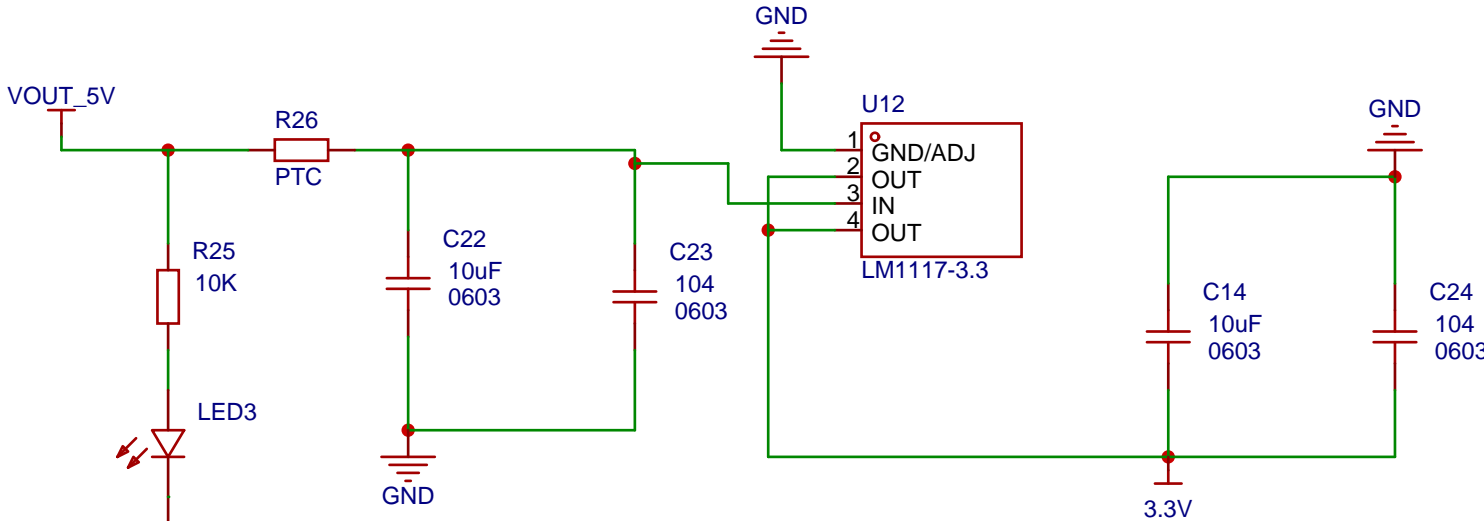 GND
VOUT_5V
R26
PTC
U12
1
GND/ADJ
2
OUT
3
IN
4
OUT
LM1117-3.3
GND
R25
10K
C22
10uF
0603
C23
104
0603
C14
10uF
0603
C24
104
0603
LED3
GND
3.3V